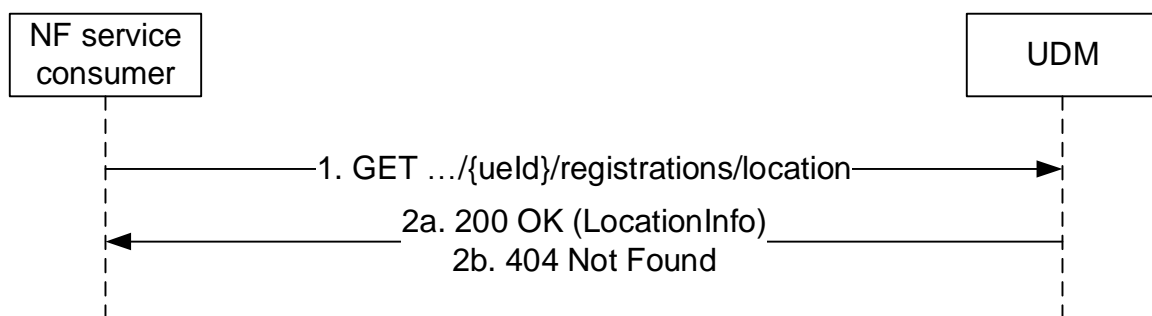 NF service
consumer
UDM
1. GET …/{ueId}/registrations/location
2a. 200 OK (LocationInfo)
2b. 404 Not Found